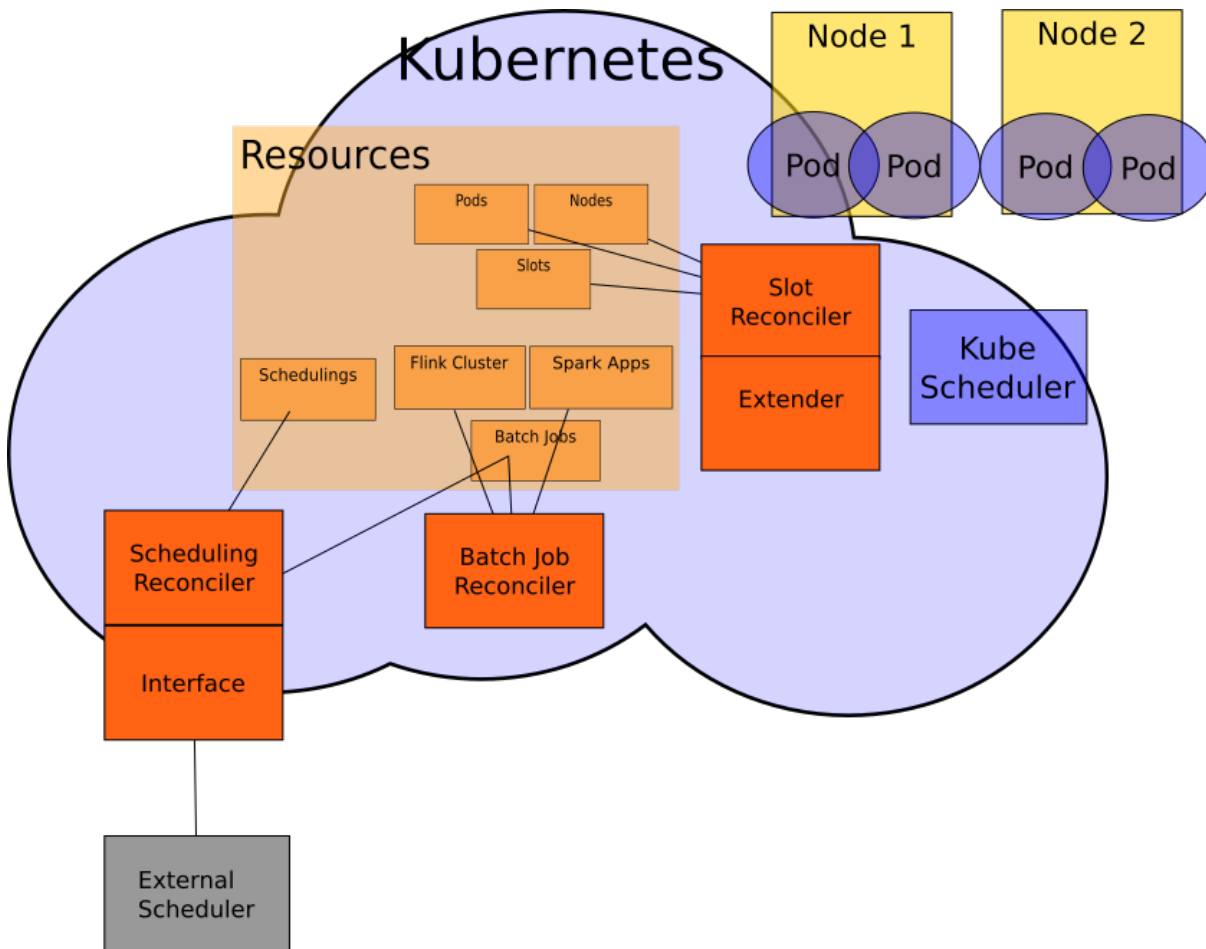 Kubernetes
Node 1
Node 2
Pod
Pod
Pod
Pod
Resources
Pods
Nodes
Slots
Slot
Reconciler
Extender
Kube
Scheduler
Schedulings
Flink Cluster
Spark Apps
Batch Jobs
Scheduling
Reconciler
Interface
Batch Job
Reconciler
External
Scheduler